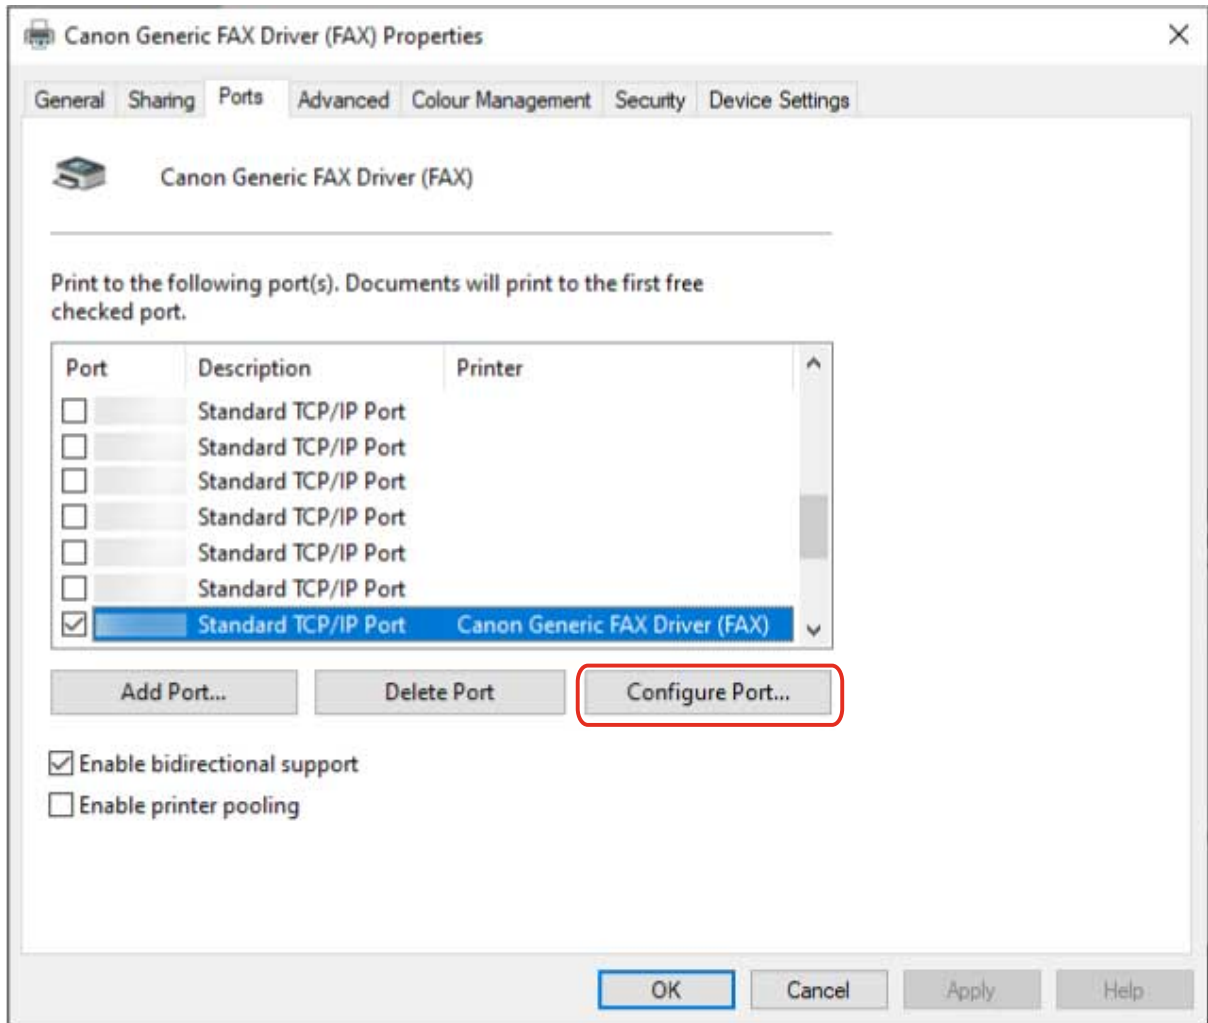 Canon Generic FAX Driver (FAX) Properties
General Sharing Ports Advanced Colour Management Security Device Settings
Canon Generic FAX Driver (FAX)
Print to the following port(s). Documents will print to the first free
checked port.
Port Description Printer
Standard TCP/IP Port
Standard TCP/IP Port
Standard TCP/IP Port
Standard TCP/IP Port
Standard TCP/IP Port
Standard TCP/IP Port
Standard TCP/IP Port Canon Generic FAX Driver (FAX)
Add Port... Delete Port Configure Port...
Enable bidirectional support
Enable printer pooling
OK Cancel Apply Help